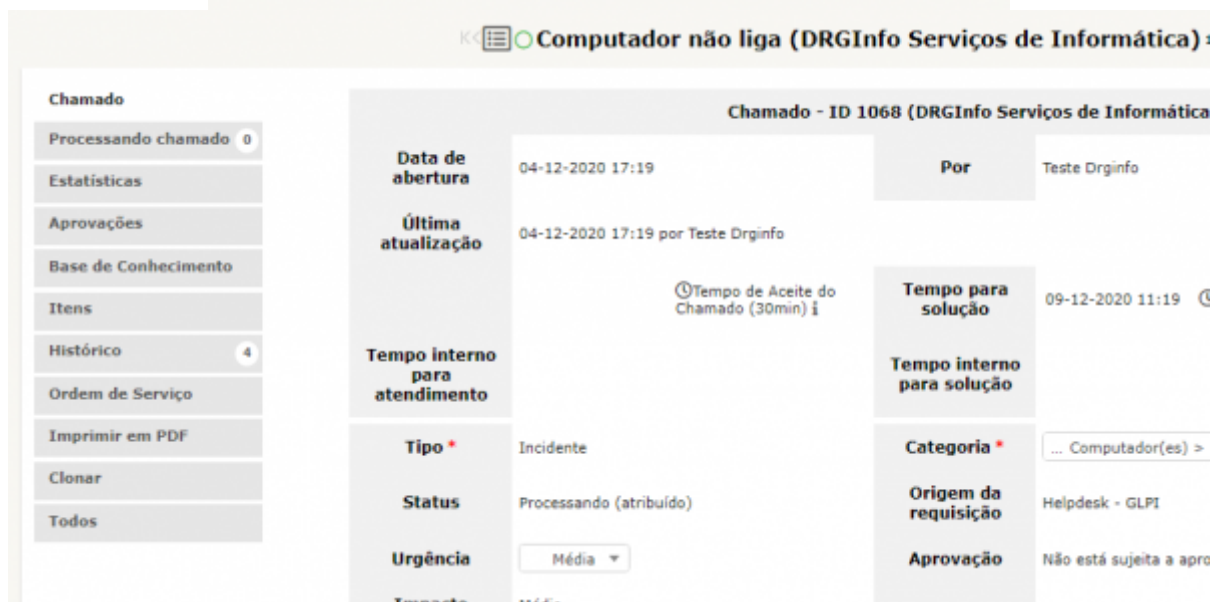 Computador não liga (DRGInfo Serviços de Informática)
Chamado
Processando chamado 0
Estatísticas
Aprovações
Base de Conhecimento
Itens
Histórico 4
Ordem de Serviço
Imprimir em PDF
Clonar
Todos
Chamado - ID 1068 (DRGInfo Serviços de Informática
Data de
abertura
04-12-2020 17:19
Por
Teste Drginfo
Última
atualização
04-12-2020 17:19 por Teste Drginfo
Tempo de Aceite do
Chamado (30min) i
Tempo para
solução
09-12-2020 11:19
Tempo interno
para
atendimento
Tempo interno
para solução
Tipo *
Incidente
Categoria *
... Computador(es) >
Status
Processando (atribuído)
Origem da
requisição
Helpdesk - GLPI
Urgência
Média
Aprovação
Não está sujeita a apro
Impacto
Média